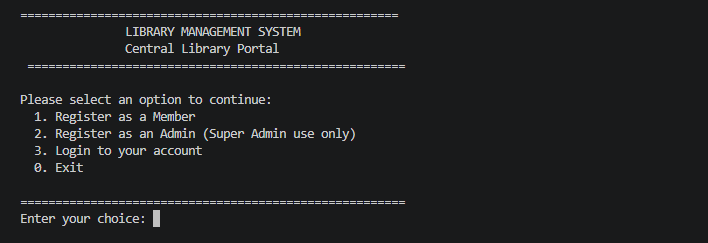 ======================================================
LIBRARY MANAGEMENT SYSTEM
Central Library Portal
======================================================
Please select an option to continue:
1. Register as a Member
2. Register as an Admin (Super Admin use only)
3. Login to your account
0. Exit
=======================================================
Enter your choice: